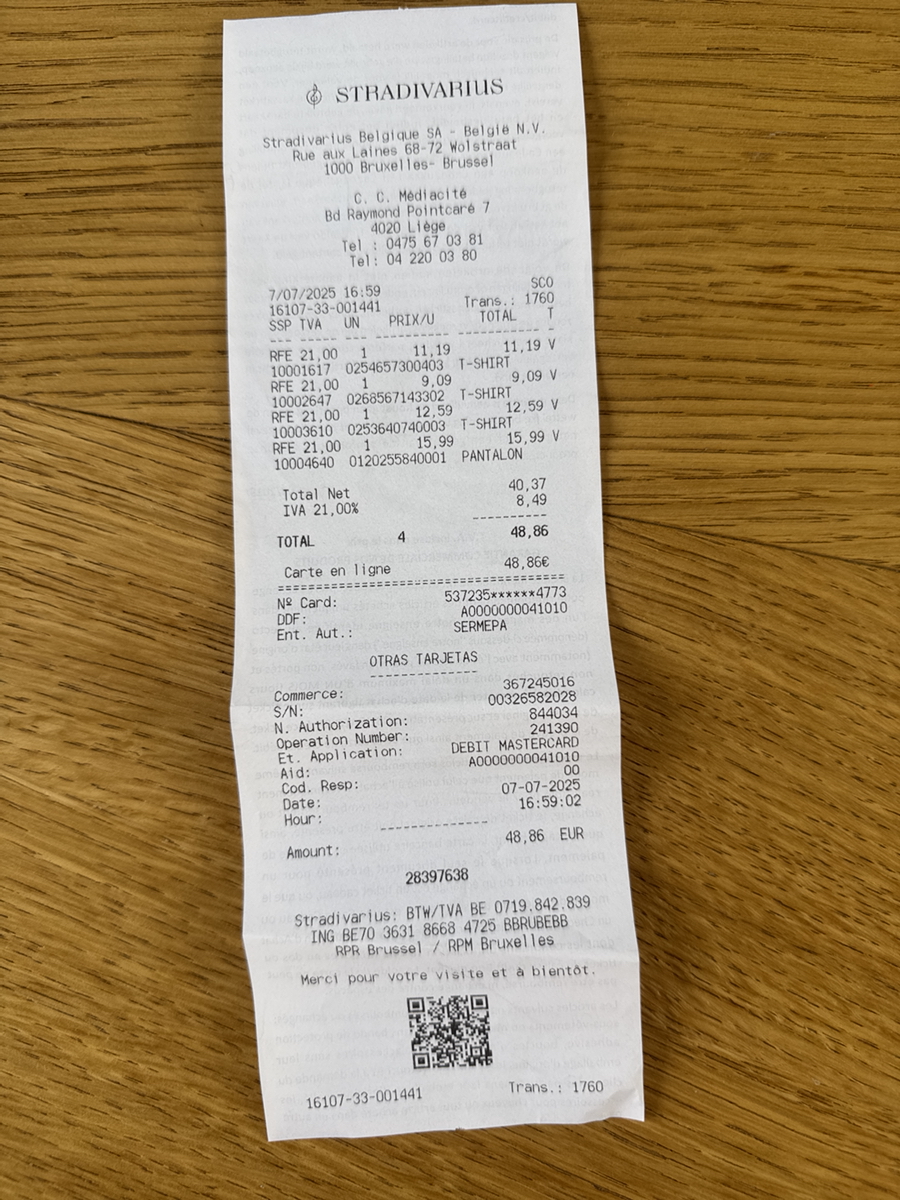 STRADIVARIUS
Stradivarius Belgique SA - België N.V.
Rue aux Laines 68-72 Wolstraat
1000 Bruxelles- Brussel
C. C. Médiacité
Bd Raymond Pointcaré 7
4020 Liège
Tel : 0475 67 03 81
Tel: 04 220 03 80
7/07/2025 16:59 SCO
16107-33-001441 Trans.: 1760
SSP TVA UN PRIX/U TOTAL T
--- ----- --- ---------- ----------- -
RFE 21,00 1 11,19 11,19 V
10001617 0254657300403 T-SHIRT
RFE 21,00 1 9,09 9,09 V
10002647 0268567143302 T-SHIRT
RFE 21,00 1 12,59 12,59 V
10003610 0253640740003 T-SHIRT
RFE 21,00 1 15,99 15,99 V
10004640 0120255840001 PANTALON
Total Net 40,37
IVA 21,00% 8,49
----------
TOTAL 4 48,86
Carte en ligne 48,86€
========================================
Nº Card: 537235******4773
DDF: A0000000041010
Ent. Aut.: SERMEPA
OTRAS TARJETAS
---------------
Commerce: 367245016
S/N: 00326582028
N. Authorization: 844034
Operation Number: 241390
Et. Application: DEBIT MASTERCARD
Aid: A0000000041010
Cod. Resp: 00
Date: 07-07-2025
Hour: 16:59:02
---------------
Amount: 48,86 EUR
28397638
Stradivarius: BTW/TVA BE 0719.842.839
ING BE70 3631 8668 4725 BBRUBEBB
RPR Brussel / RPM Bruxelles
Merci pour votre visite et à bientôt.
16107-33-001441 Trans.: 1760